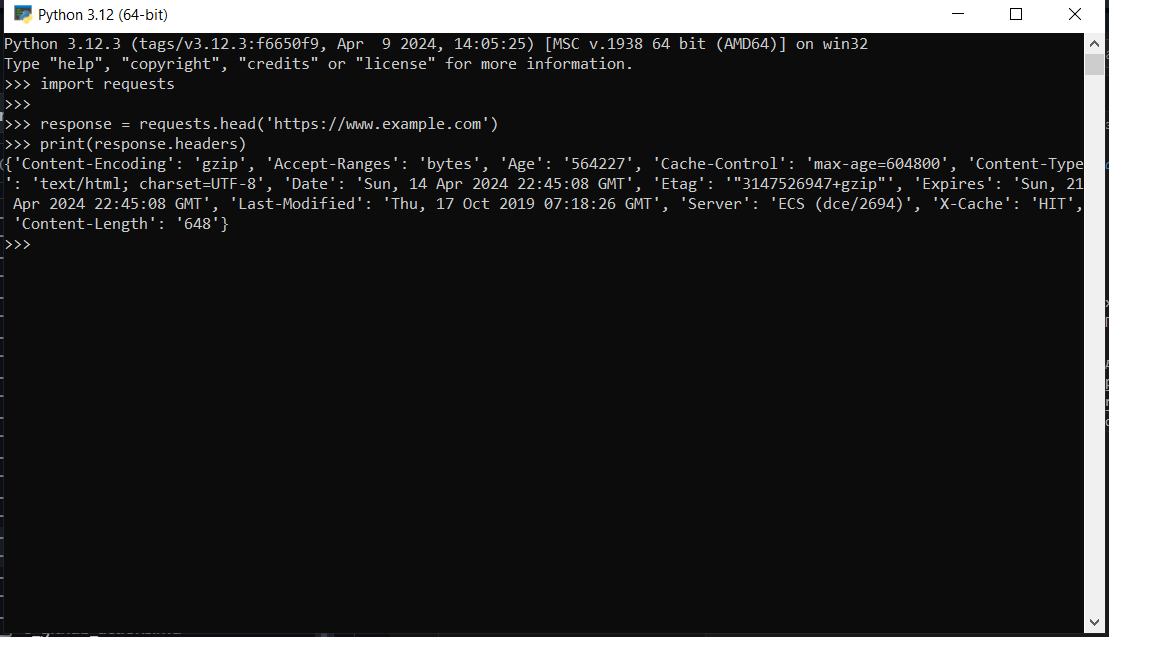 Python 3.12 (64-bit)
Python 3.12.3 (tags/v3.12.3:f6650f9, Apr  9 2024, 14:05:25) [MSC v.1938 64 bit (AMD64)] on win32
Type "help", "copyright", "credits" or "license" for more information.
>>> import requests
>>>
>>> response = requests.head('https://www.example.com')
>>> print(response.headers)
{'Content-Encoding': 'gzip', 'Accept-Ranges': 'bytes', 'Age': '564227', 'Cache-Control': 'max-age=604800', 'Content-Type
': 'text/html; charset=UTF-8', 'Date': 'Sun, 14 Apr 2024 22:45:08 GMT', 'Etag': '"3147526947+gzip"', 'Expires': 'Sun, 21
 Apr 2024 22:45:08 GMT', 'Last-Modified': 'Thu, 17 Oct 2019 07:18:26 GMT', 'Server': 'ECS (dce/2694)', 'X-Cache': 'HIT',
 'Content-Length': '648'}
>>>